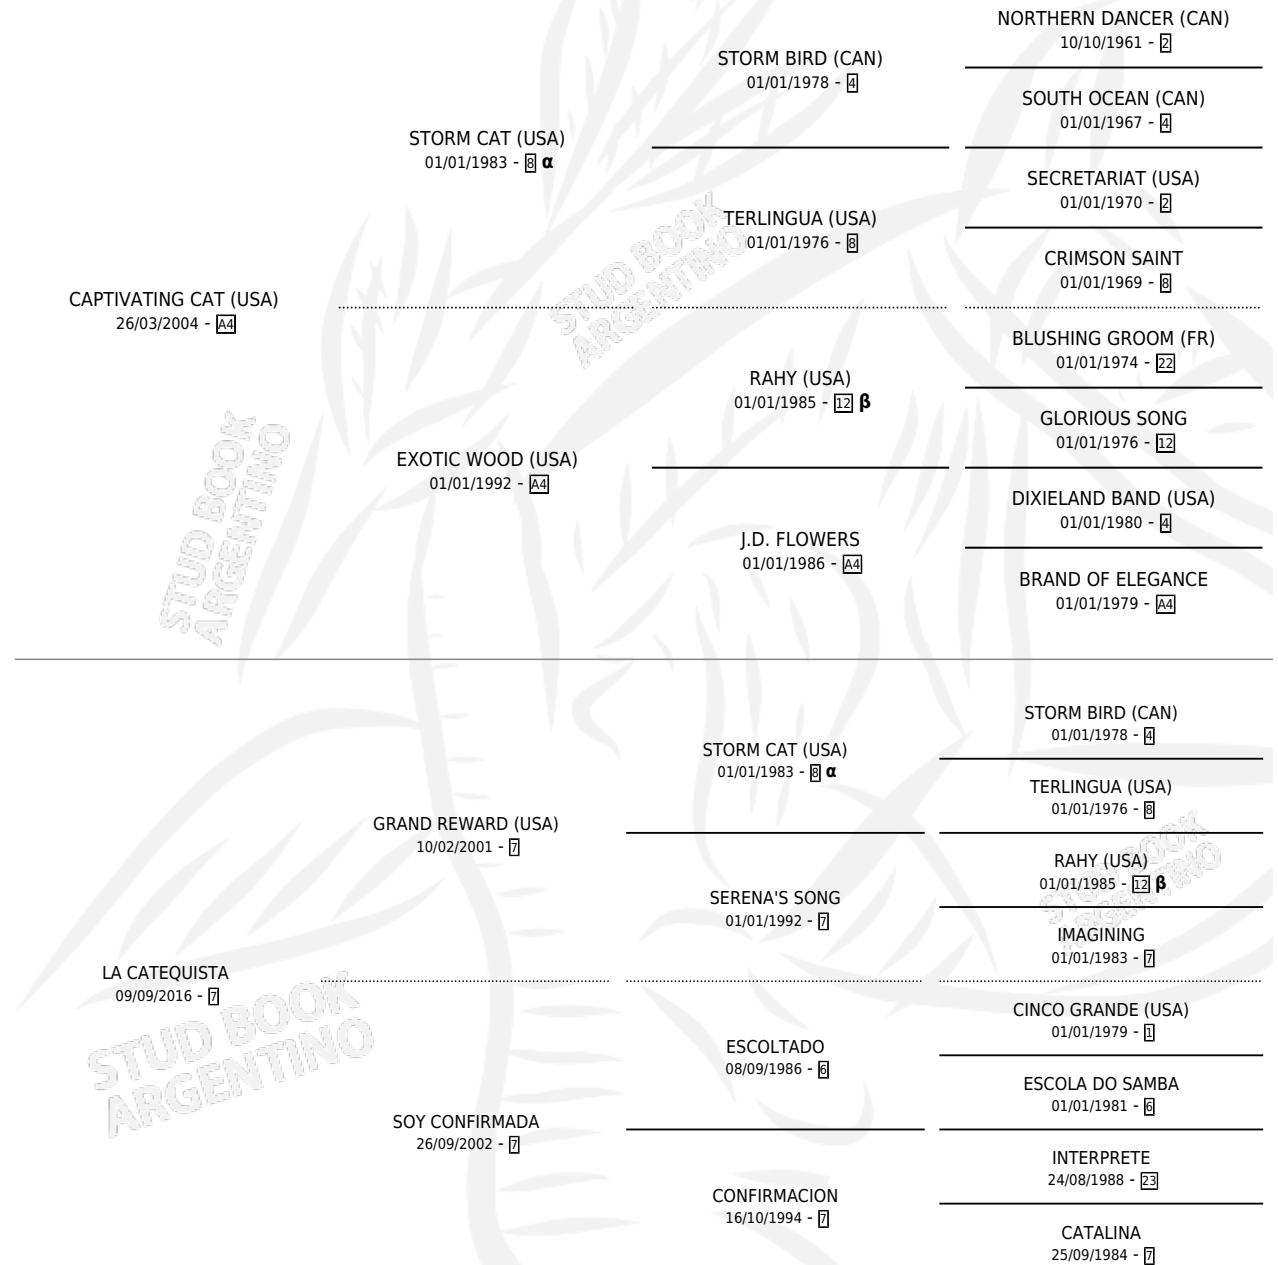 NORTHERN DANCER (CAN)
10/10/1961 - 2
STORM BIRD (CAN)
01/01/1978 - 4
SOUTH OCEAN (CAN)
01/01/1967 - 4
STORM CAT (USA)
01/01/1983 - 8 α
SECRETARIAT (USA)
01/01/1970 - 2
TERLINGUA (USA)
01/01/1976 - 8
CRIMSON SAINT
01/01/1969 - 8
CAPTIVATING CAT (USA)
26/03/2004 - A4
BLUSHING GROOM (FR)
01/01/1974 - 22
RAHY (USA)
01/01/1985 - 12 β
GLORIOUS SONG
01/01/1976 - 12
EXOTIC WOOD (USA)
01/01/1992 - A4
DIXIELAND BAND (USA)
01/01/1980 - 4
J.D. FLOWERS
01/01/1986 - A4
BRAND OF ELEGANCE
01/01/1979 - A4
STORM BIRD (CAN)
01/01/1978 - 4
STORM CAT (USA)
01/01/1983 - 8 α
TERLINGUA (USA)
01/01/1976 - 8
GRAND REWARD (USA)
10/02/2001 - 7
RAHY (USA)
01/01/1985 - 12 β
SERENA'S SONG
01/01/1992 - 7
IMAGINING
01/01/1983 - 7
LA CATEQUISTA
09/09/2016 - 7
CINCO GRANDE (USA)
01/01/1979 - 1
ESCOLTADO
08/09/1986 - 6
ESCOLA DO SAMBA
01/01/1981 - 6
SOY CONFIRMADA
26/09/2002 - 7
INTERPRETE
24/08/1988 - 23
CONFIRMACION
16/10/1994 - 7
CATALINA
25/09/1984 - 7
STUD BOOK
ARGENTINO
STUD BOOK
ARGENTINO
STUD BOOK
ARGENTINO
STUD BOOK
ARGENTINO